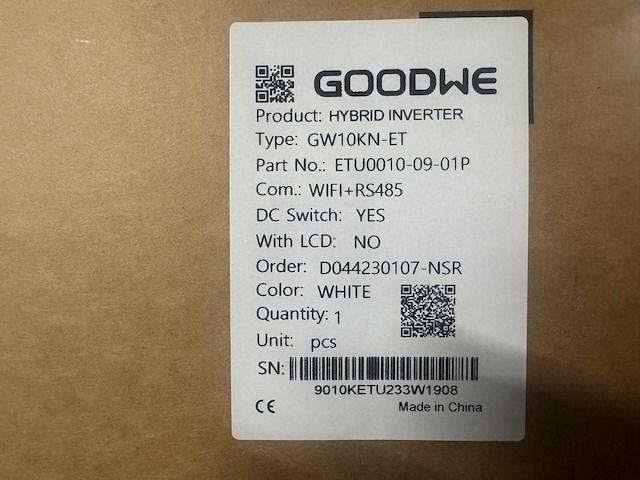 GOODWE
Product: HYBRID INVERTER
Type: GW10KN-ET
Part No.: ETU0010-09-01P
Com.: WIFI+RS485
DC Switch: YES
With LCD: NO
Order: D044230107-NSR
Color: WHITE
Quantity: 1
Unit: pcs
SN:
9010KETU233W1908
CE Made in China